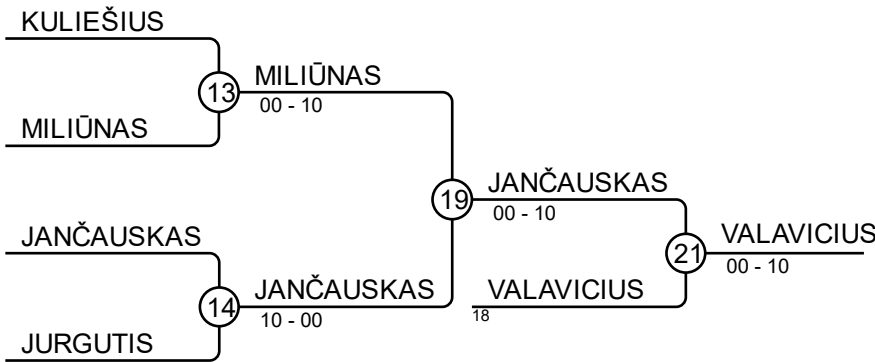 KULIEŠIUS
13
MILIŪNAS
00 - 10
MILIŪNAS
19
JANČAUSKAS
00 - 10
JANČAUSKAS
21
VALAVICIUS
00 - 10
14
JANČAUSKAS
10 - 00
VALAVICIUS
18
JURGUTIS